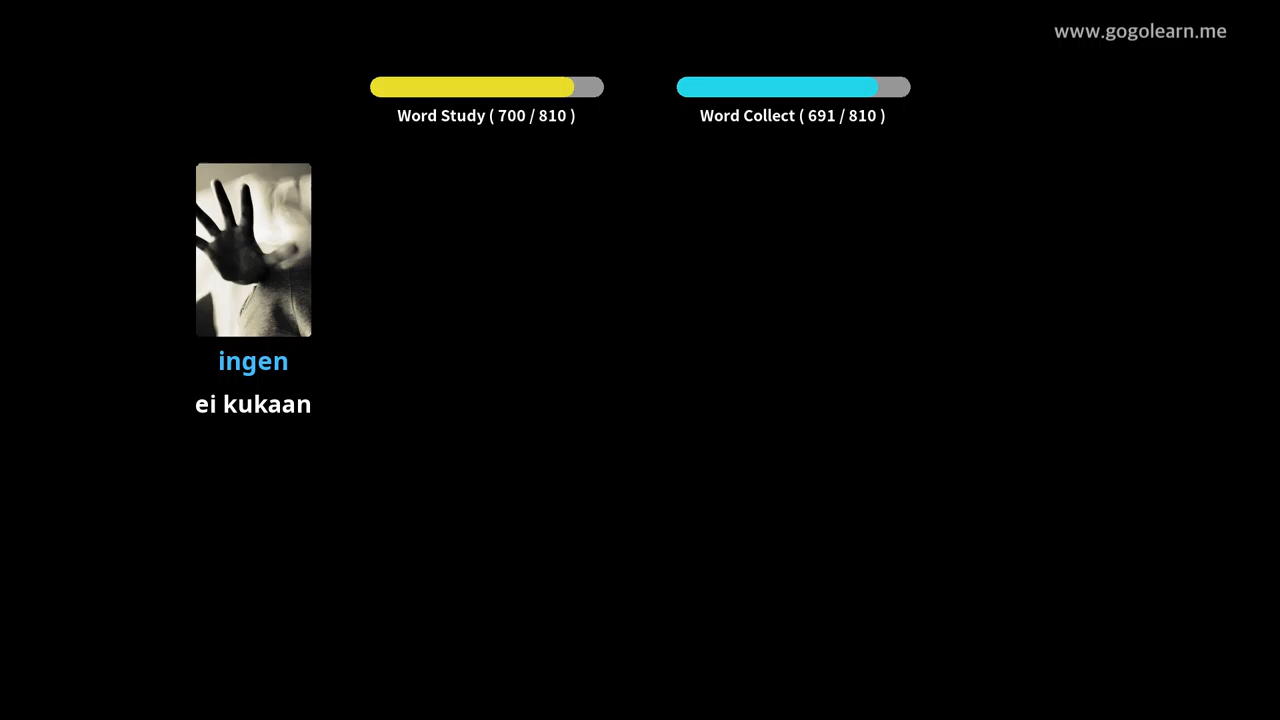 www.gogolearn.me
Word Study ( 700 / 810 )
Word Collect ( 691 / 810 )
ingen
ei kukaan